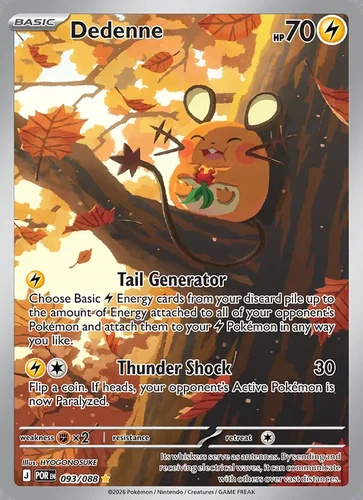 BASIC
Dedenne
HP70
Tail Generator
Choose Basic Energy cards from your discard pile up to
the amount of Energy attached to all of your opponent's
Pokémon and attach them to your Pokémon in any way
you like.
Thunder Shock 30
Flip a coin. If heads, your opponent's Active Pokémon is
now Paralyzed.
weakness ×2 resistance retreat
Illus. HYOGONOSUKE
J POR EN 093/088
Its whiskers serve as antennas. By sending and
receiving electrical waves, it can communicate with
others over vast distances.
©2026 Pokémon / Nintendo / Creatures / GAME FREAK